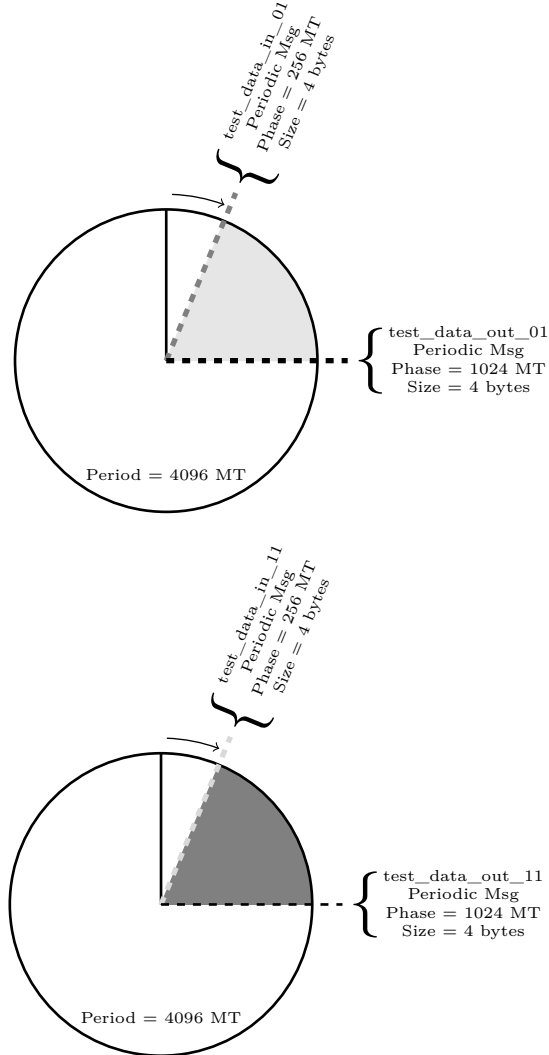 test_data_in_01
Periodic Msg
Phase = 256 MT
Size = 4 bytes
test_data_out_01
Periodic Msg
Phase = 1024 MT
Size = 4 bytes
Period = 4096 MT
test_data_in_11
Periodic Msg
Phase = 256 MT
Size = 4 bytes
test_data_out_11
Periodic Msg
Phase = 1024 MT
Size = 4 bytes
Period = 4096 MT